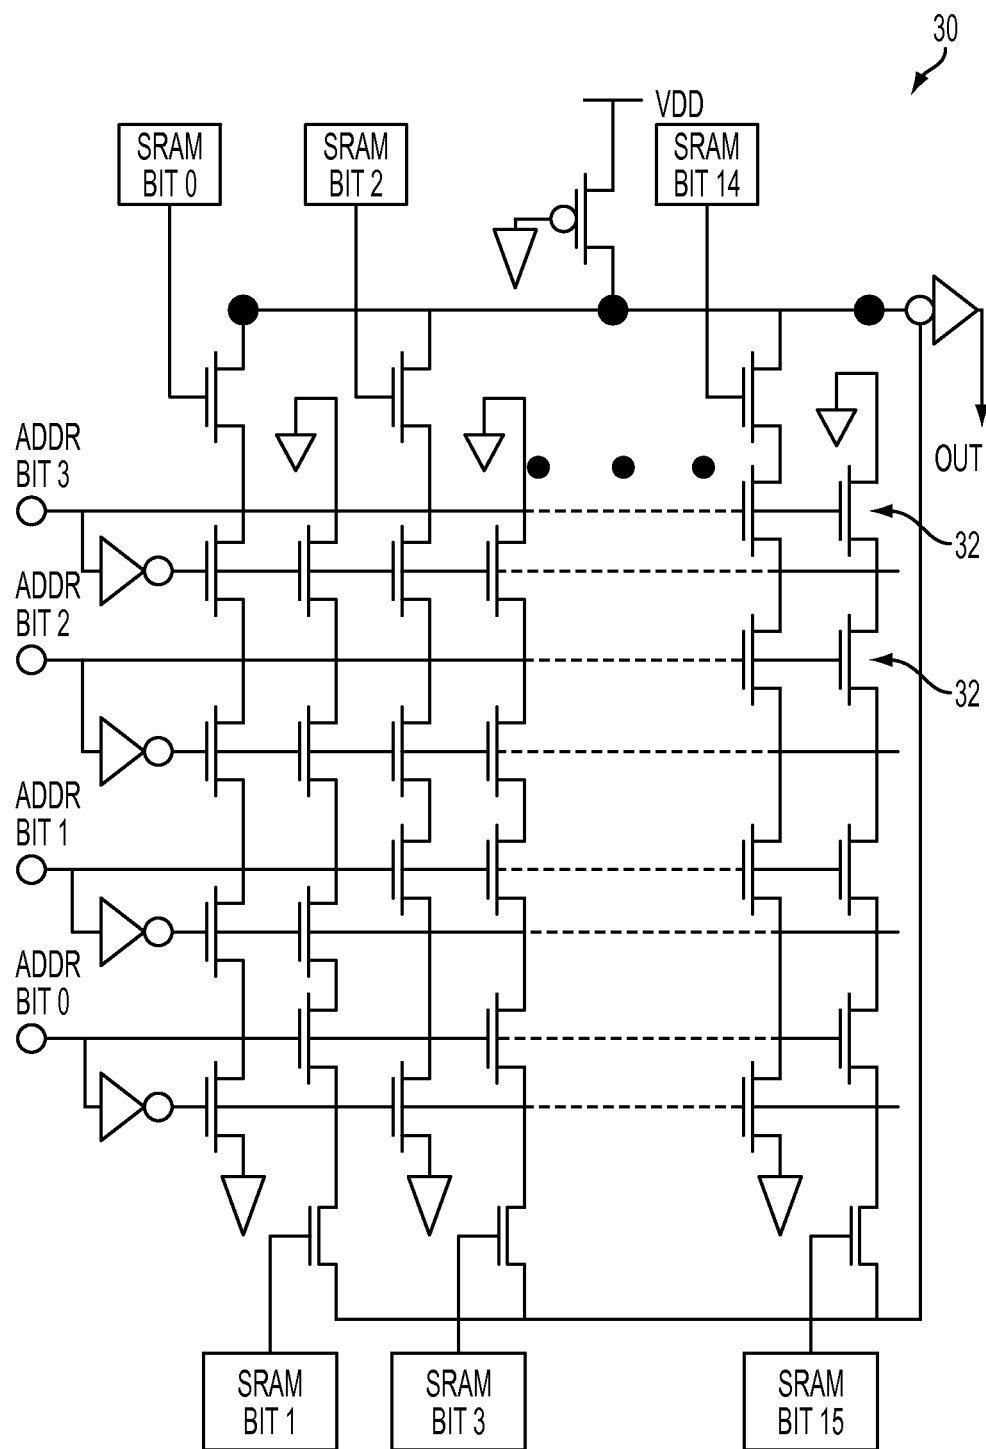 30
VDD
SRAM
BIT 0
SRAM
BIT 2
SRAM
BIT 14
ADDR
BIT 3
OUT
32
ADDR
BIT 2
32
ADDR
BIT 1
ADDR
BIT 0
SRAM
BIT 1
SRAM
BIT 3
SRAM
BIT 15